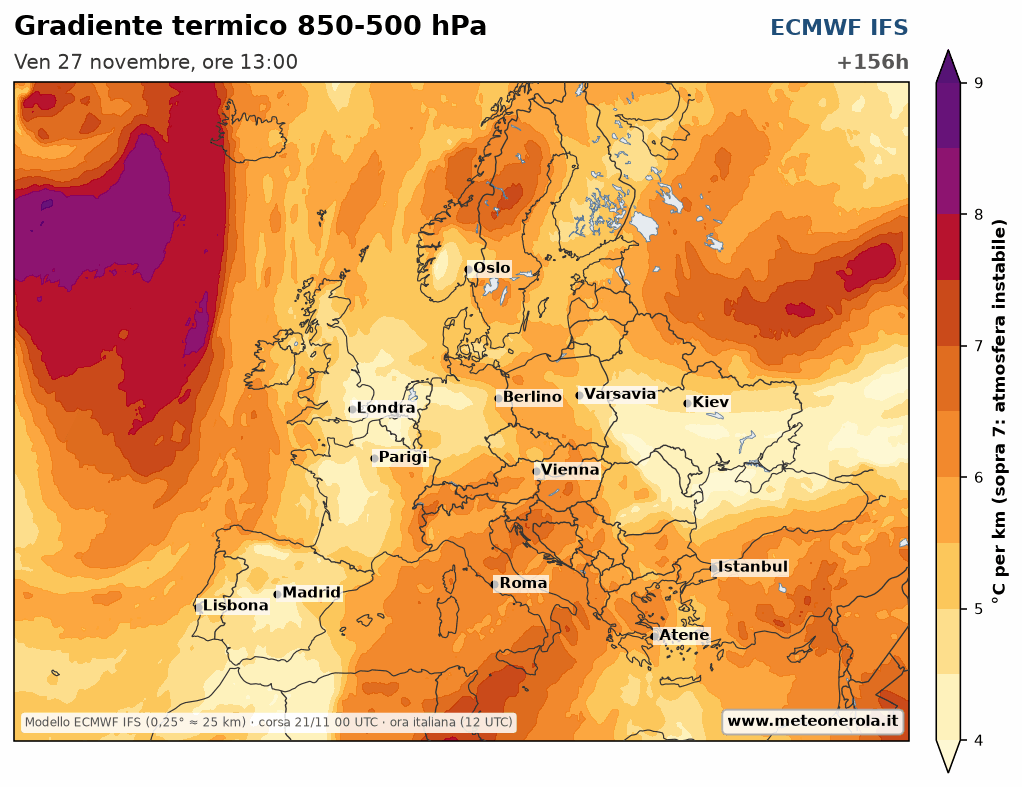 Gradiente termico 850-500 hPa
ECMWF IFS
Ven 27 novembre, ore 13:00
+156h
Oslo
Berlino
Varsavia
Kiev
Londra
Parigi
Vienna
Istanbul
Roma
Madrid
Lisbona
Atene
Modello ECMWF IFS (0,25° ≈ 25 km) · corsa 21/11 00 UTC · ora italiana (12 UTC)
www.meteonerola.it
9
8
7
6
5
4
°C per km (sopra 7: atmosfera instabile)